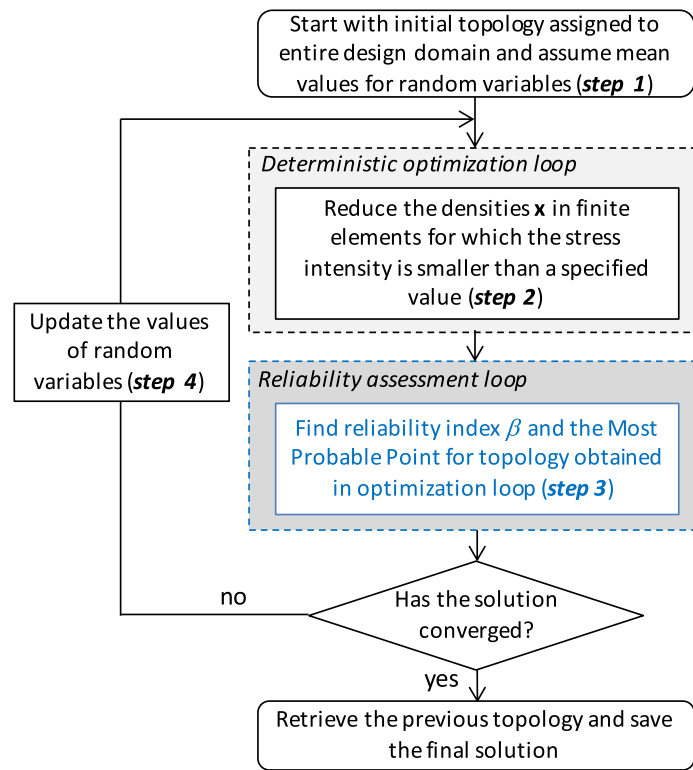 Start with initial topology assigned to
entire design domain and assume mean
values for random variables (step 1)
Deterministic optimization loop
Reduce the densities x in finite
elements for which the stress
intensity is smaller than a specified
value (step 2)
Update the values
of random
variables (step 4)
Reliability assessment loop
Find reliability index β and the Most
Probable Point for topology obtained
in optimization loop (step 3)
no
Has the solution
converged?
yes
Retrieve the previous topology and save
the final solution